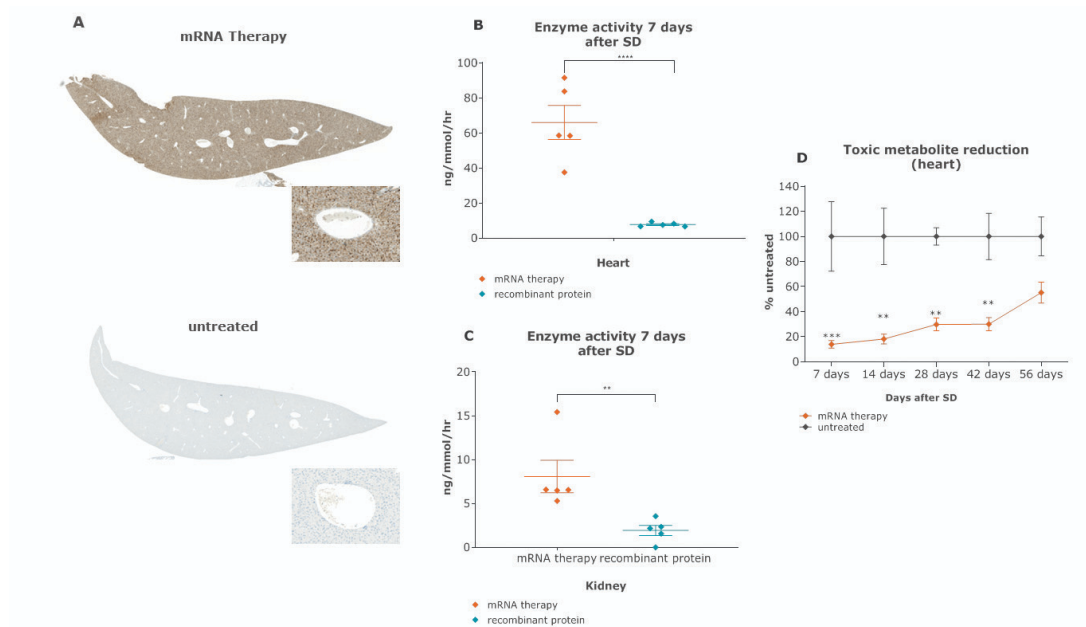 A
mRNA Therapy
untreated
B
Enzyme activity 7 days
after SD
****
100
80
60
40
20
0
ng/mmol/hr
Heart
mRNA therapy
recombinant protein
C
Enzyme activity 7 days
after SD
**
20
15
10
5
0
ng/mmol/hr
mRNA therapy recombinant protein
Kidney
mRNA therapy
recombinant protein
D
Toxic metabolite reduction
(heart)
140
120
100
80
60
40
20
0
% untreated
***
**
**
**
7 days 14 days 28 days 42 days 56 days
Days after SD
mRNA therapy
untreated